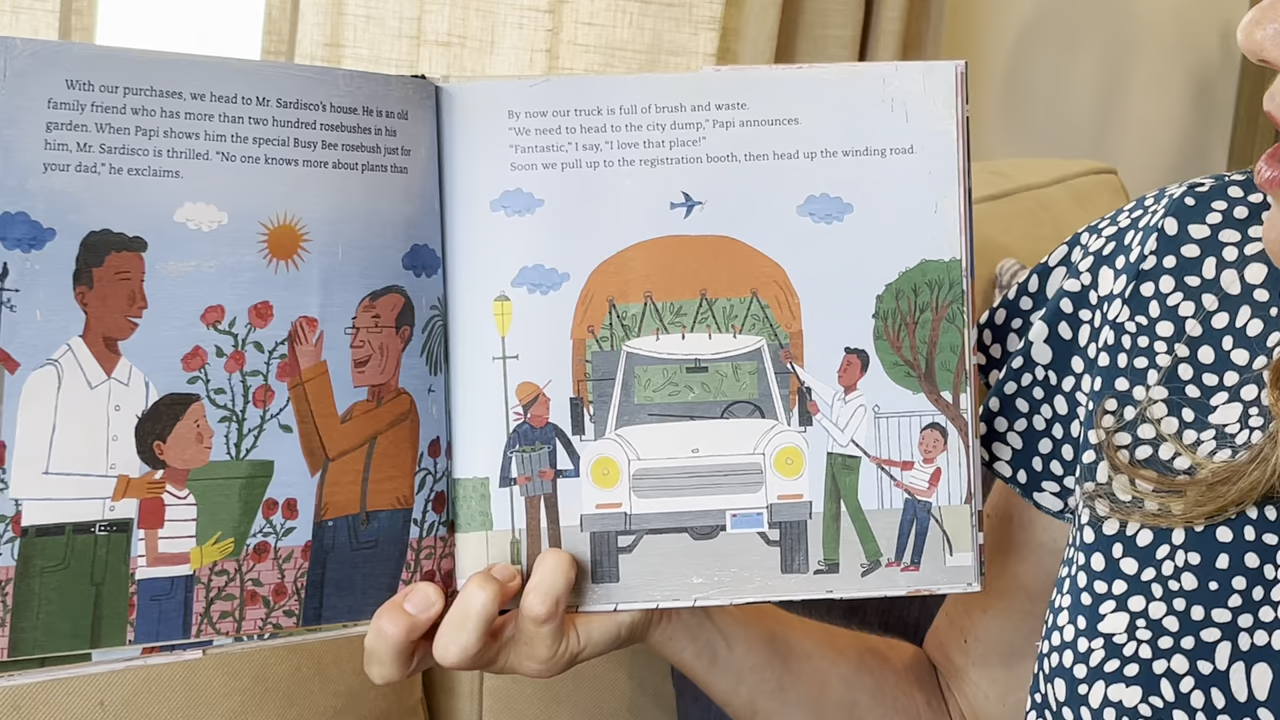 With our purchases, we head to Mr. Sardisco's house. He is an old
family friend who has more than two hundred rosebushes in his
garden. When Papi shows him the special Busy Bee rosebush just for
him, Mr. Sardisco is thrilled. "No one knows more about plants than
your dad," he exclaims.
By now our truck is full of brush and waste.
"We need to head to the city dump," Papi announces.
"Fantastic," I say, "I love that place!"
Soon we pull up to the registration booth, then head up the winding road.